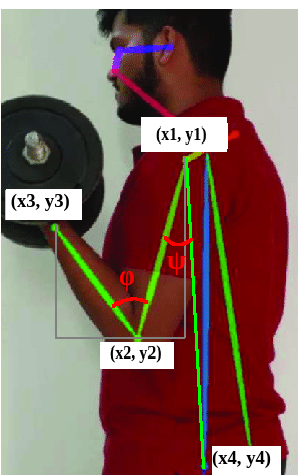 (x1, y1)
(x3, y3)
φ
ψ
(x2, y2)
(x4, y4)